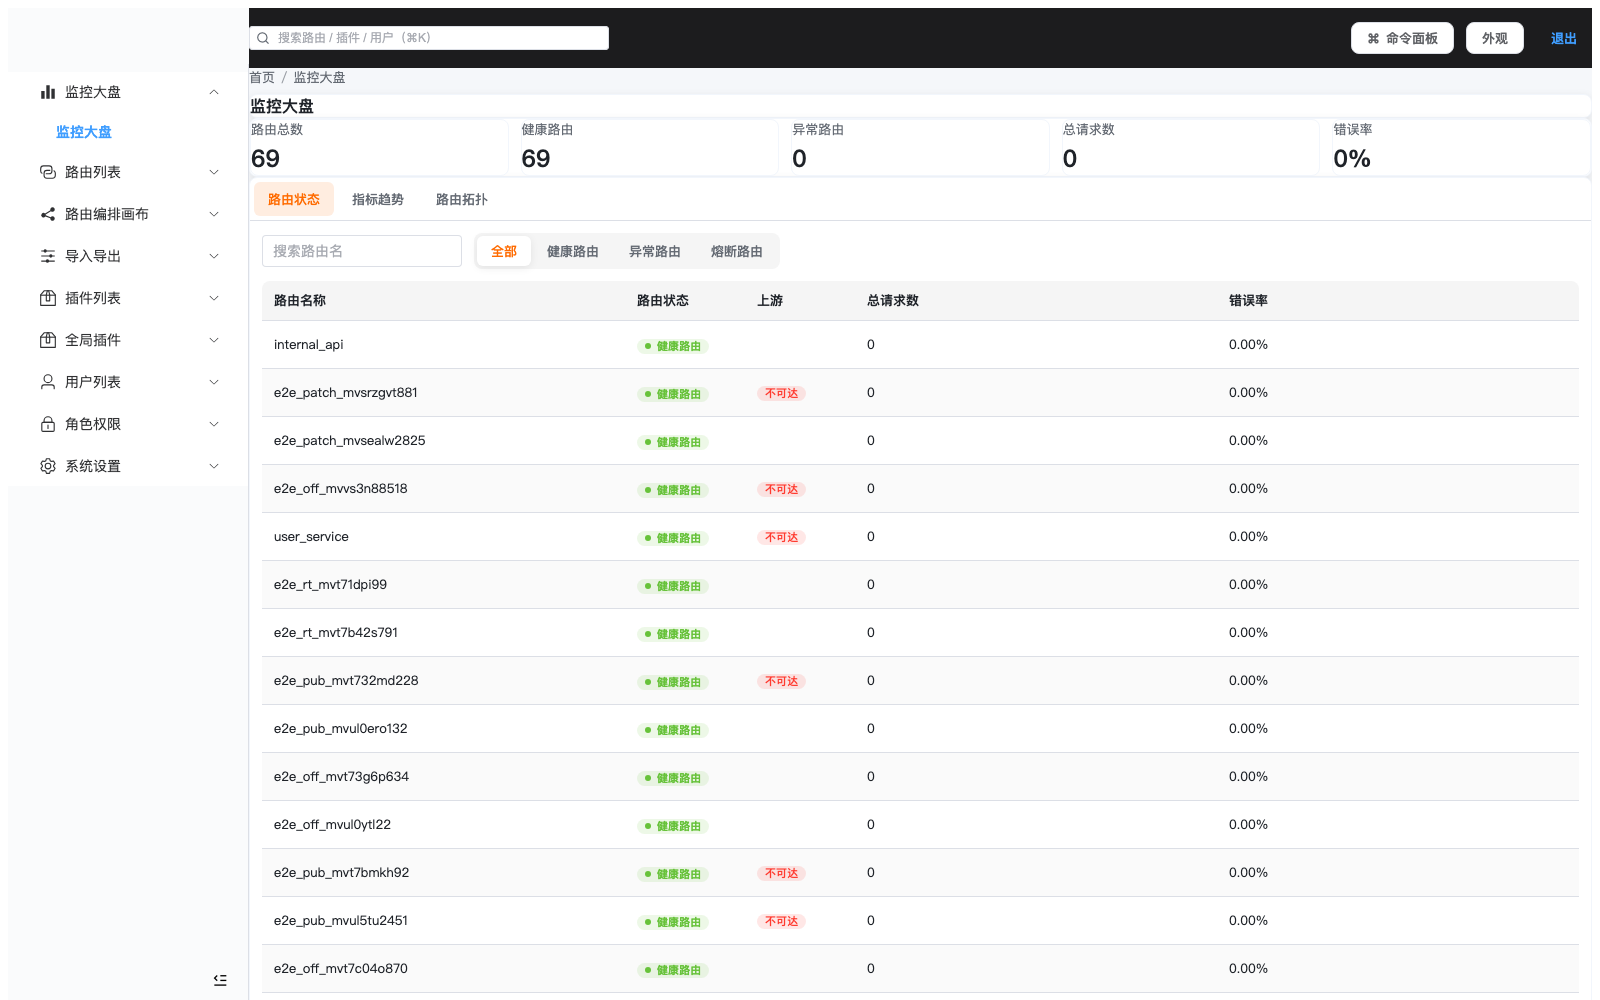 搜索路由 / 插件 / 用户（⌘K）
⌘ 命令面板
外观
退出
监控大盘
监控大盘
路由列表
路由编排画布
导入导出
插件列表
全局插件
用户列表
角色权限
系统设置
首页 / 监控大盘
监控大盘
路由总数 健康路由 异常路由 总请求数 错误率
69 69 0 0 0%
路由状态 指标趋势 路由拓扑
搜索路由名 全部 健康路由 异常路由 熔断路由
路由名称 路由状态 上游 总请求数 错误率
internal_api 健康路由 0 0.00%
e2e_patch_mvsrzgvt881 健康路由 不可达 0 0.00%
e2e_patch_mvsealw2825 健康路由 0 0.00%
e2e_off_mvvs3n88518 健康路由 不可达 0 0.00%
user_service 健康路由 不可达 0 0.00%
e2e_rt_mvt71dpi99 健康路由 0 0.00%
e2e_rt_mvt7b42s791 健康路由 0 0.00%
e2e_pub_mvt732md228 健康路由 不可达 0 0.00%
e2e_pub_mvul0ero132 健康路由 0 0.00%
e2e_off_mvt73g6p634 健康路由 0 0.00%
e2e_off_mvul0ytl22 健康路由 0 0.00%
e2e_pub_mvt7bmkh92 健康路由 不可达 0 0.00%
e2e_pub_mvul5tu2451 健康路由 不可达 0 0.00%
e2e_off_mvt7c04o870 健康路由 0 0.00%